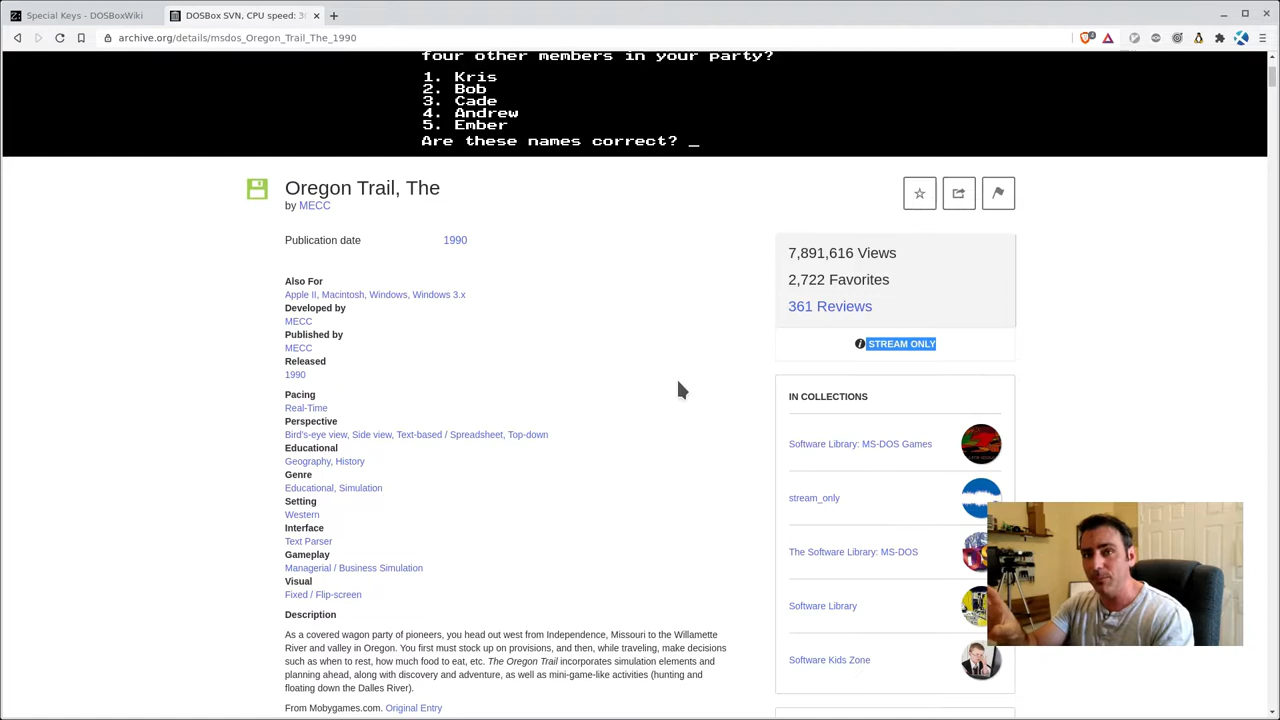 Special Keys - DOSBoxWiki
DOSBox SVN, CPU speed: 3
archive.org/details/msdos_Oregon_Trail_The_1990
four other members in your party?
1. Kris
2. Bob
3. Cade
4. Andrew
5. Ember
Are these names correct? _
Oregon Trail, The
by MECC
Publication date 1990
Also For
Apple II, Macintosh, Windows, Windows 3.x
Developed by
MECC
Published by
MECC
Released
1990
Pacing
Real-Time
Perspective
Bird's-eye view, Side view, Text-based / Spreadsheet, Top-down
Educational
Geography, History
Genre
Educational, Simulation
Setting
Western
Interface
Text Parser
Gameplay
Managerial / Business Simulation
Visual
Fixed / Flip-screen
Description
As a covered wagon party of pioneers, you head out west from Independence, Missouri to the Willamette
River and valley in Oregon. You first must stock up on provisions, and then, while traveling, make decisions
such as when to rest, how much food to eat, etc. The Oregon Trail incorporates simulation elements and
planning ahead, along with discovery and adventure, as well as mini-game-like activities (hunting and
floating down the Dalles River).
From Mobygames.com. Original Entry
7,891,616 Views
2,722 Favorites
361 Reviews
STREAM ONLY
IN COLLECTIONS
Software Library: MS-DOS Games
stream_only
The Software Library: MS-DOS
Software Library
Software Kids Zone